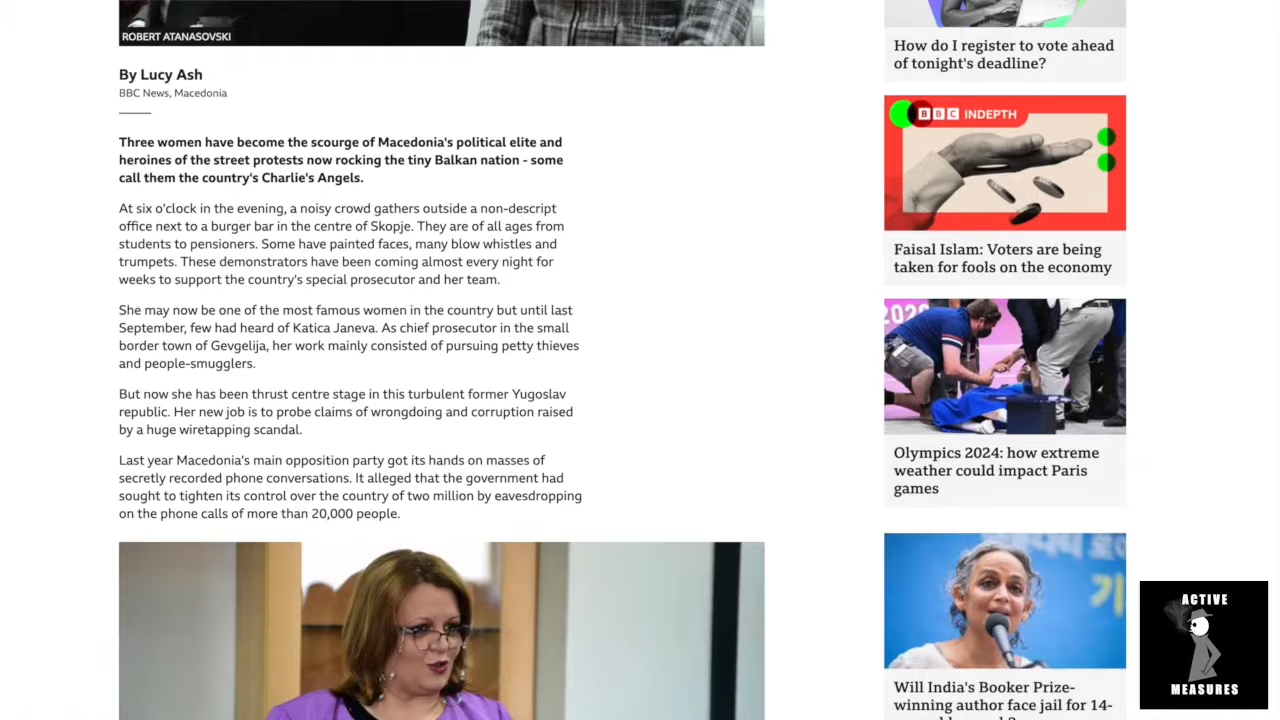 ROBERT ATANASOVSKI
By Lucy Ash
BBC News, Macedonia
Three women have become the scourge of Macedonia's political elite and
heroines of the street protests now rocking the tiny Balkan nation - some
call them the country's Charlie's Angels.
At six o'clock in the evening, a noisy crowd gathers outside a non-descript
office next to a burger bar in the centre of Skopje. They are of all ages from
students to pensioners. Some have painted faces, many blow whistles and
trumpets. These demonstrators have been coming almost every night for
weeks to support the country's special prosecutor and her team.
She may now be one of the most famous women in the country but until last
September, few had heard of Katica Janeva. As chief prosecutor in the small
border town of Gevgelija, her work mainly consisted of pursuing petty thieves
and people-smugglers.
But now she has been thrust centre stage in this turbulent former Yugoslav
republic. Her new job is to probe claims of wrongdoing and corruption raised
by a huge wiretapping scandal.
Last year Macedonia's main opposition party got its hands on masses of
secretly recorded phone conversations. It alleged that the government had
sought to tighten its control over the country of two million by eavesdropping
on the phone calls of more than 20,000 people.
How do I register to vote ahead
of tonight's deadline?
BBC INDEPTH
Faisal Islam: Voters are being
taken for fools on the economy
2020
Olympics 2024: how extreme
weather could impact Paris
games
Will India's Booker Prize-
winning author face jail for 14-
ACTIVE
MEASURES